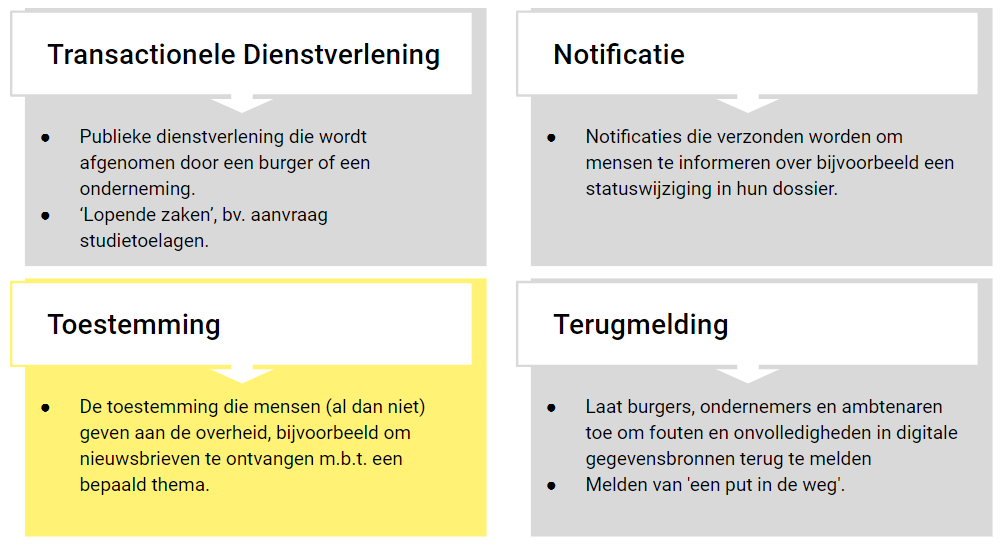 Transactionele Dienstverlening
● Publieke dienstverlening die wordt
afgenomen door een burger of een
onderneming.
● ‘Lopende zaken’, bv. aanvraag
studietoelagen.
Notificatie
● Notificaties die verzonden worden om
mensen te informeren over bijvoorbeeld een
statuswijziging in hun dossier.
Toestemming
● De toestemming die mensen (al dan niet)
geven aan de overheid, bijvoorbeeld om
nieuwsbrieven te ontvangen m.b.t. een
bepaald thema.
Terugmelding
● Laat burgers, ondernemers en ambtenaren
toe om fouten en onvolledigheden in digitale
gegevensbronnen terug te melden
● Melden van 'een put in de weg'.